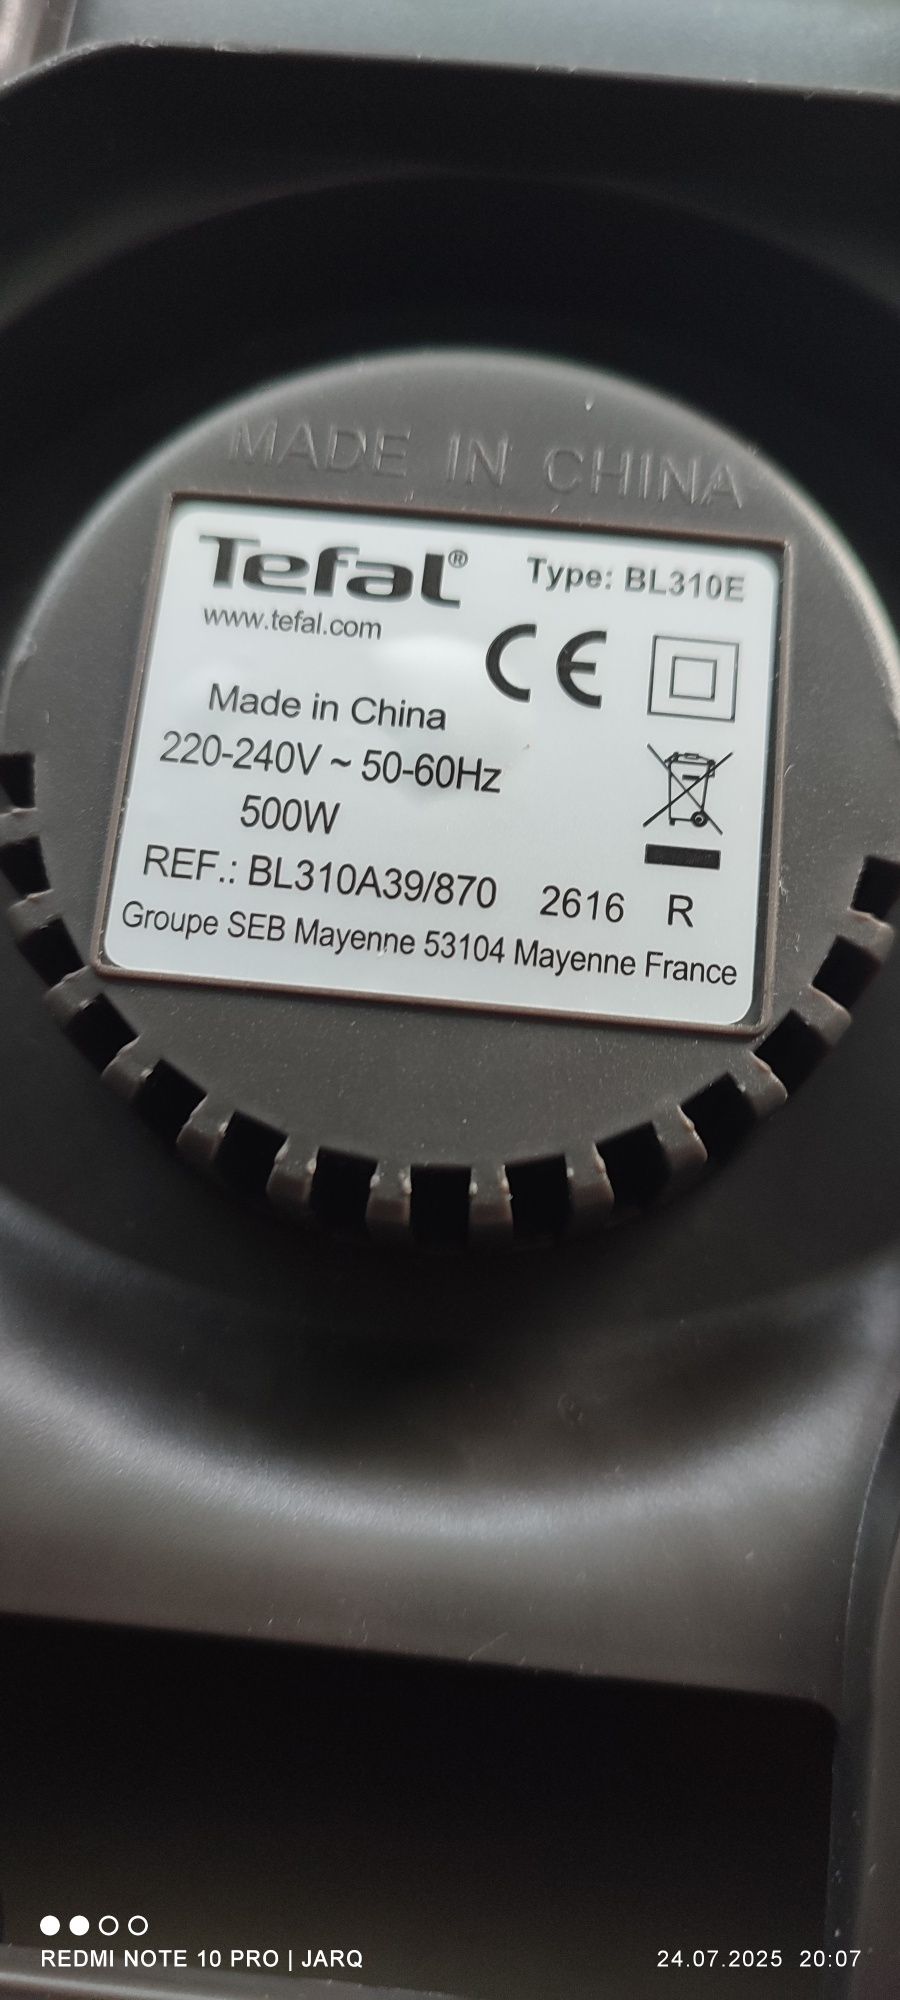 MADE IN CHINA
Tefal®
Type: BL310E
www.tefal.com
CE
Made in China
220-240V ~ 50-60Hz
500W
REF.: BL310A39/870 2616 R
Groupe SEB Mayenne 53104 Mayenne France
REDMI NOTE 10 PRO | JARQ
24.07.2025 20:07